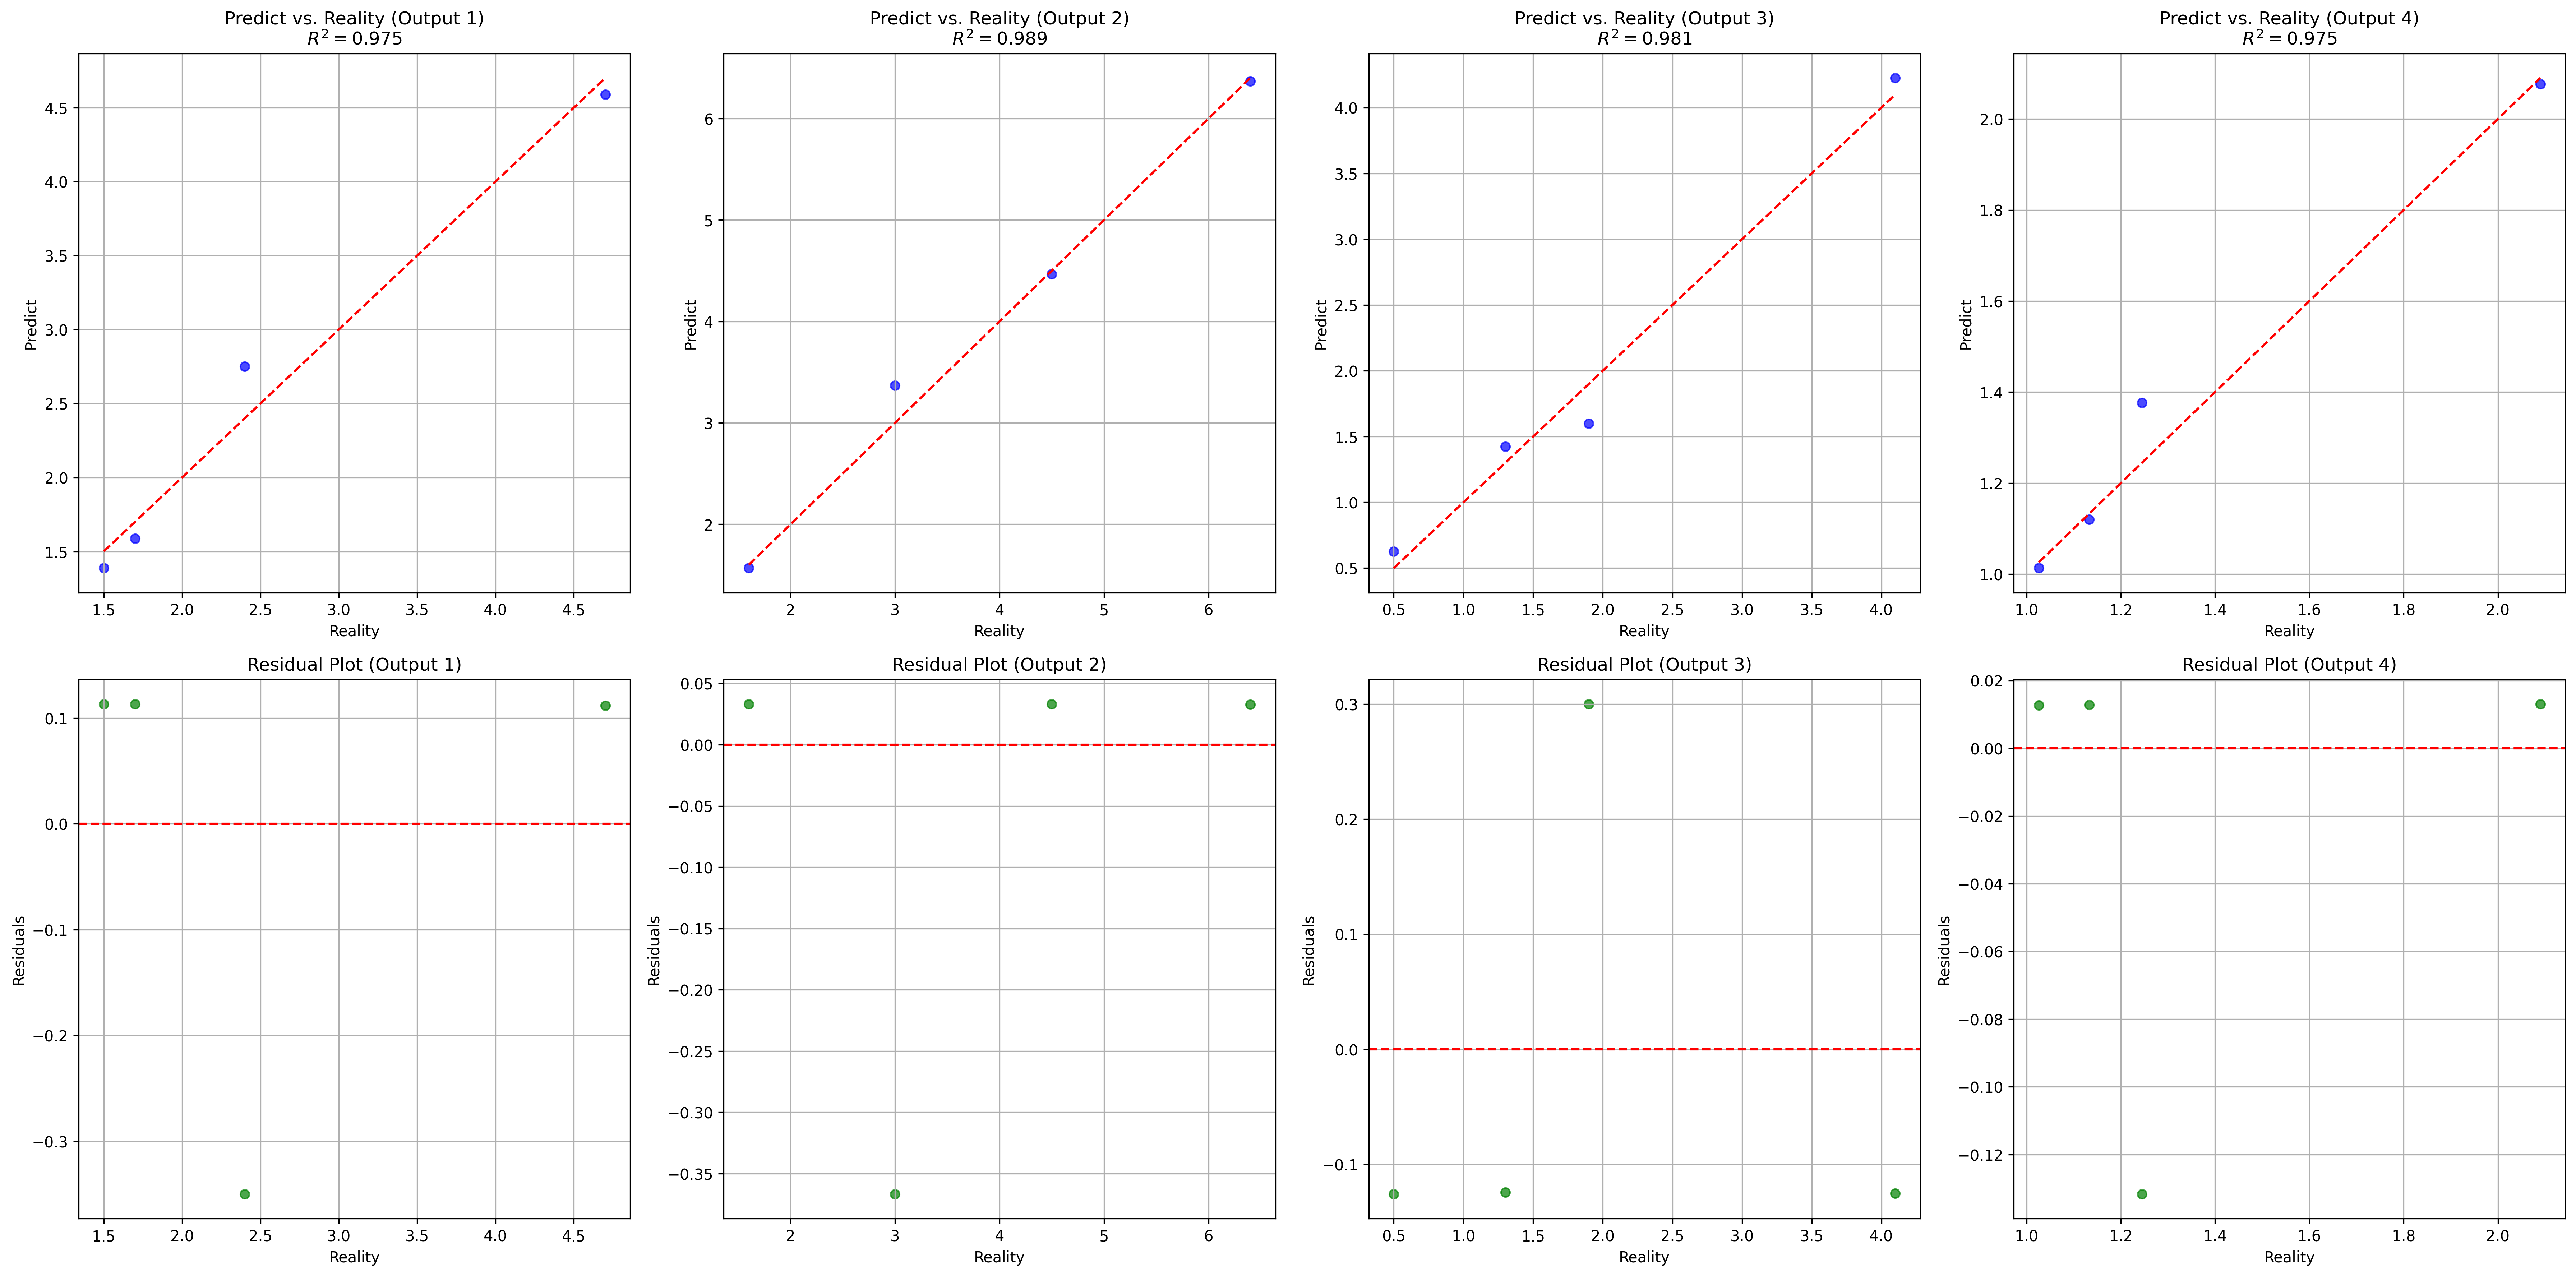 Predict vs. Reality (Output 1)
R² = 0.975
4.5
4.0
3.5
3.0
2.5
2.0
1.5
Predict
1.5 2.0 2.5 3.0 3.5 4.0 4.5
Reality
Predict vs. Reality (Output 2)
R² = 0.989
6
5
4
3
2
Predict
2 3 4 5 6
Reality
Predict vs. Reality (Output 3)
R² = 0.981
4.0
3.5
3.0
2.5
2.0
1.5
1.0
0.5
Predict
0.5 1.0 1.5 2.0 2.5 3.0 3.5 4.0
Reality
Predict vs. Reality (Output 4)
R² = 0.975
2.0
1.8
1.6
1.4
1.2
1.0
Predict
1.0 1.2 1.4 1.6 1.8 2.0
Reality
Residual Plot (Output 1)
0.1
0.0
−0.1
−0.2
−0.3
Residuals
1.5 2.0 2.5 3.0 3.5 4.0 4.5
Reality
Residual Plot (Output 2)
0.05
0.00
−0.05
−0.10
−0.15
−0.20
−0.25
−0.30
−0.35
Residuals
2 3 4 5 6
Reality
Residual Plot (Output 3)
0.3
0.2
0.1
0.0
−0.1
Residuals
0.5 1.0 1.5 2.0 2.5 3.0 3.5 4.0
Reality
Residual Plot (Output 4)
0.02
0.00
−0.02
−0.04
−0.06
−0.08
−0.10
−0.12
Residuals
1.0 1.2 1.4 1.6 1.8 2.0
Reality